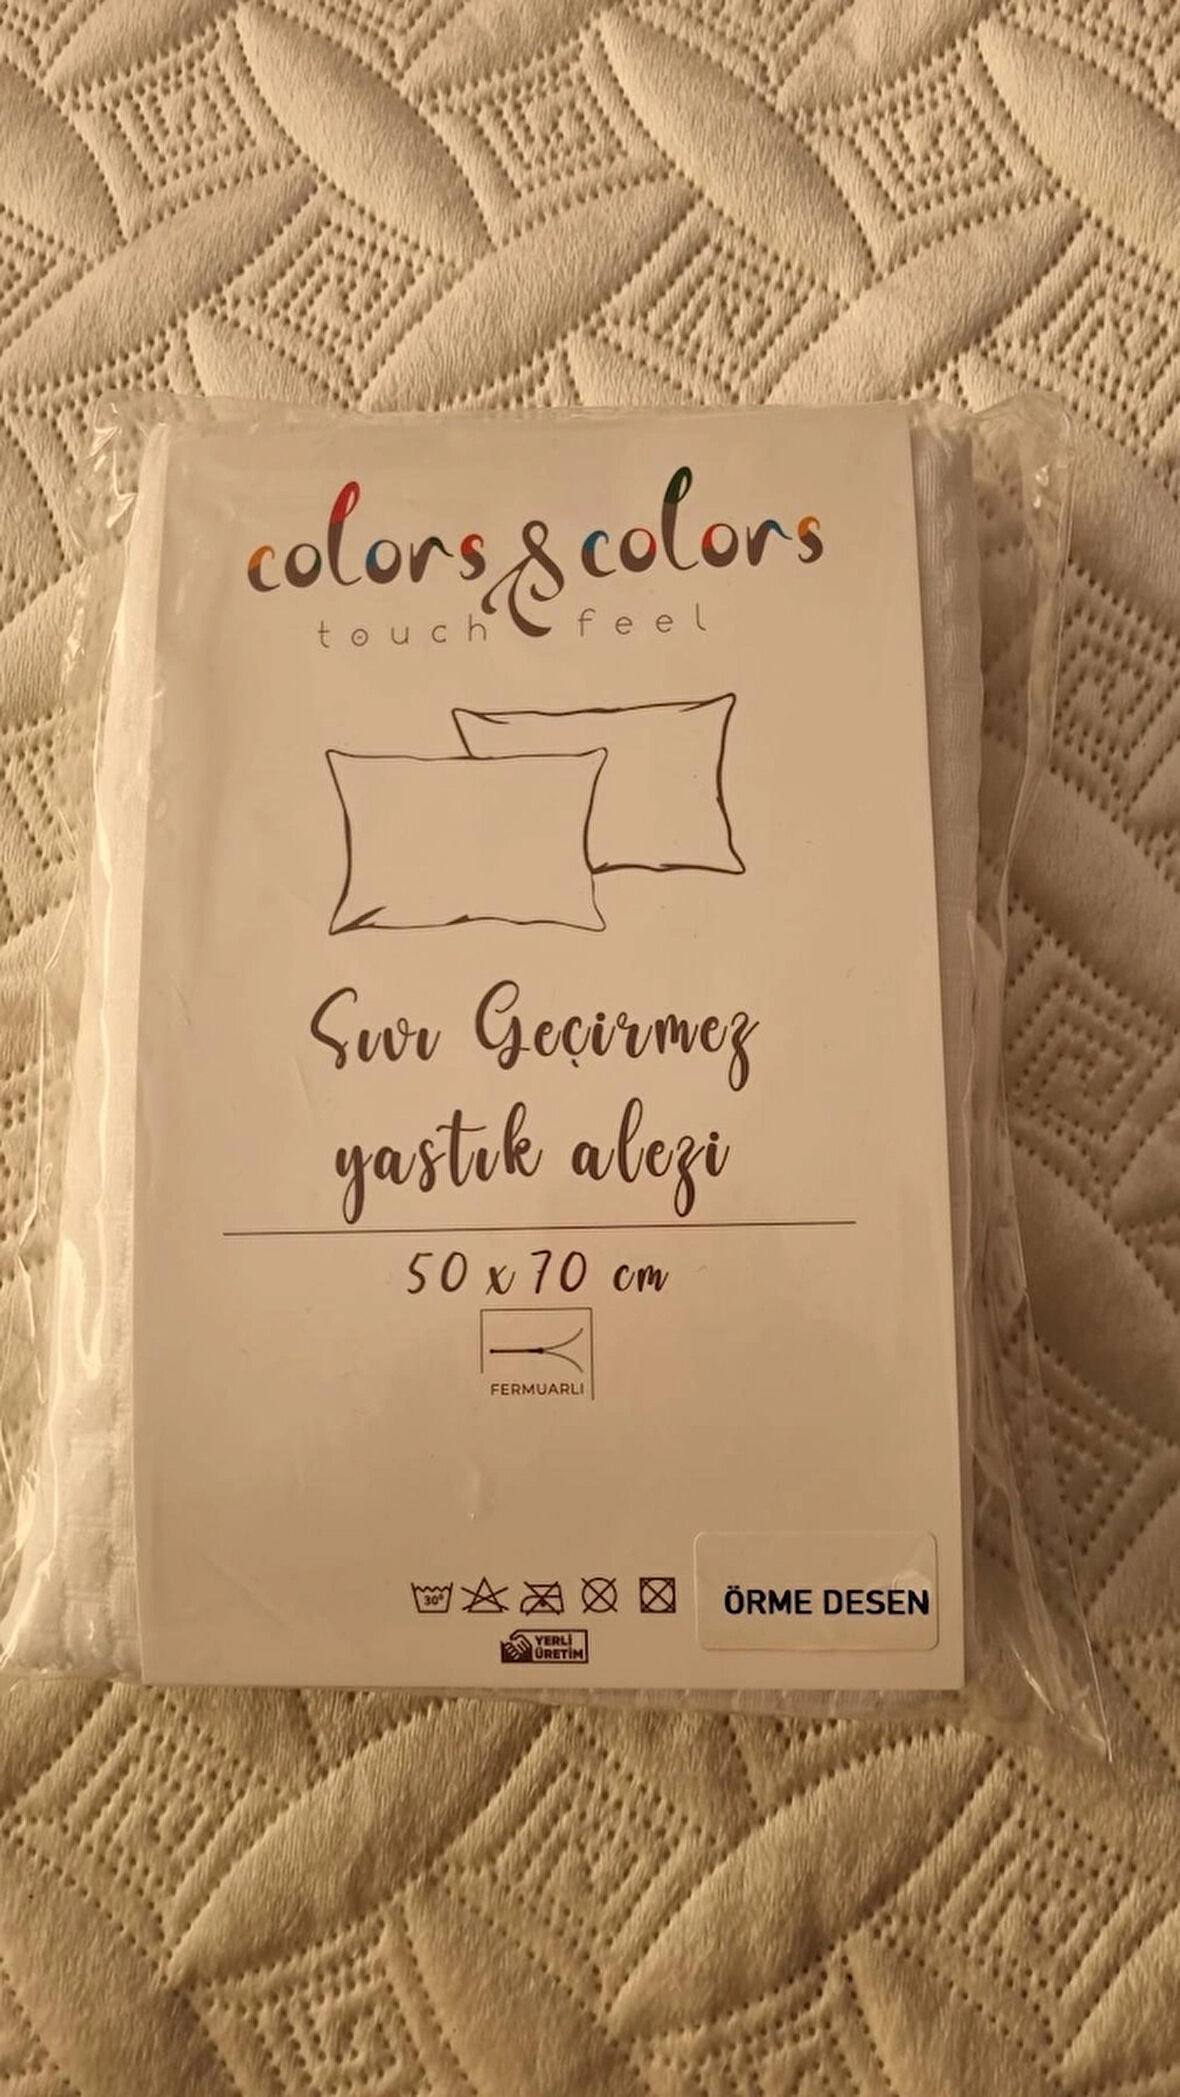 colors & colors
touch feel
Sıvı Geçirmez
yastık alezi
50 x 70 cm
FERMUARLI
30°
ÖRME DESEN
YERLİ
ÜRETİM